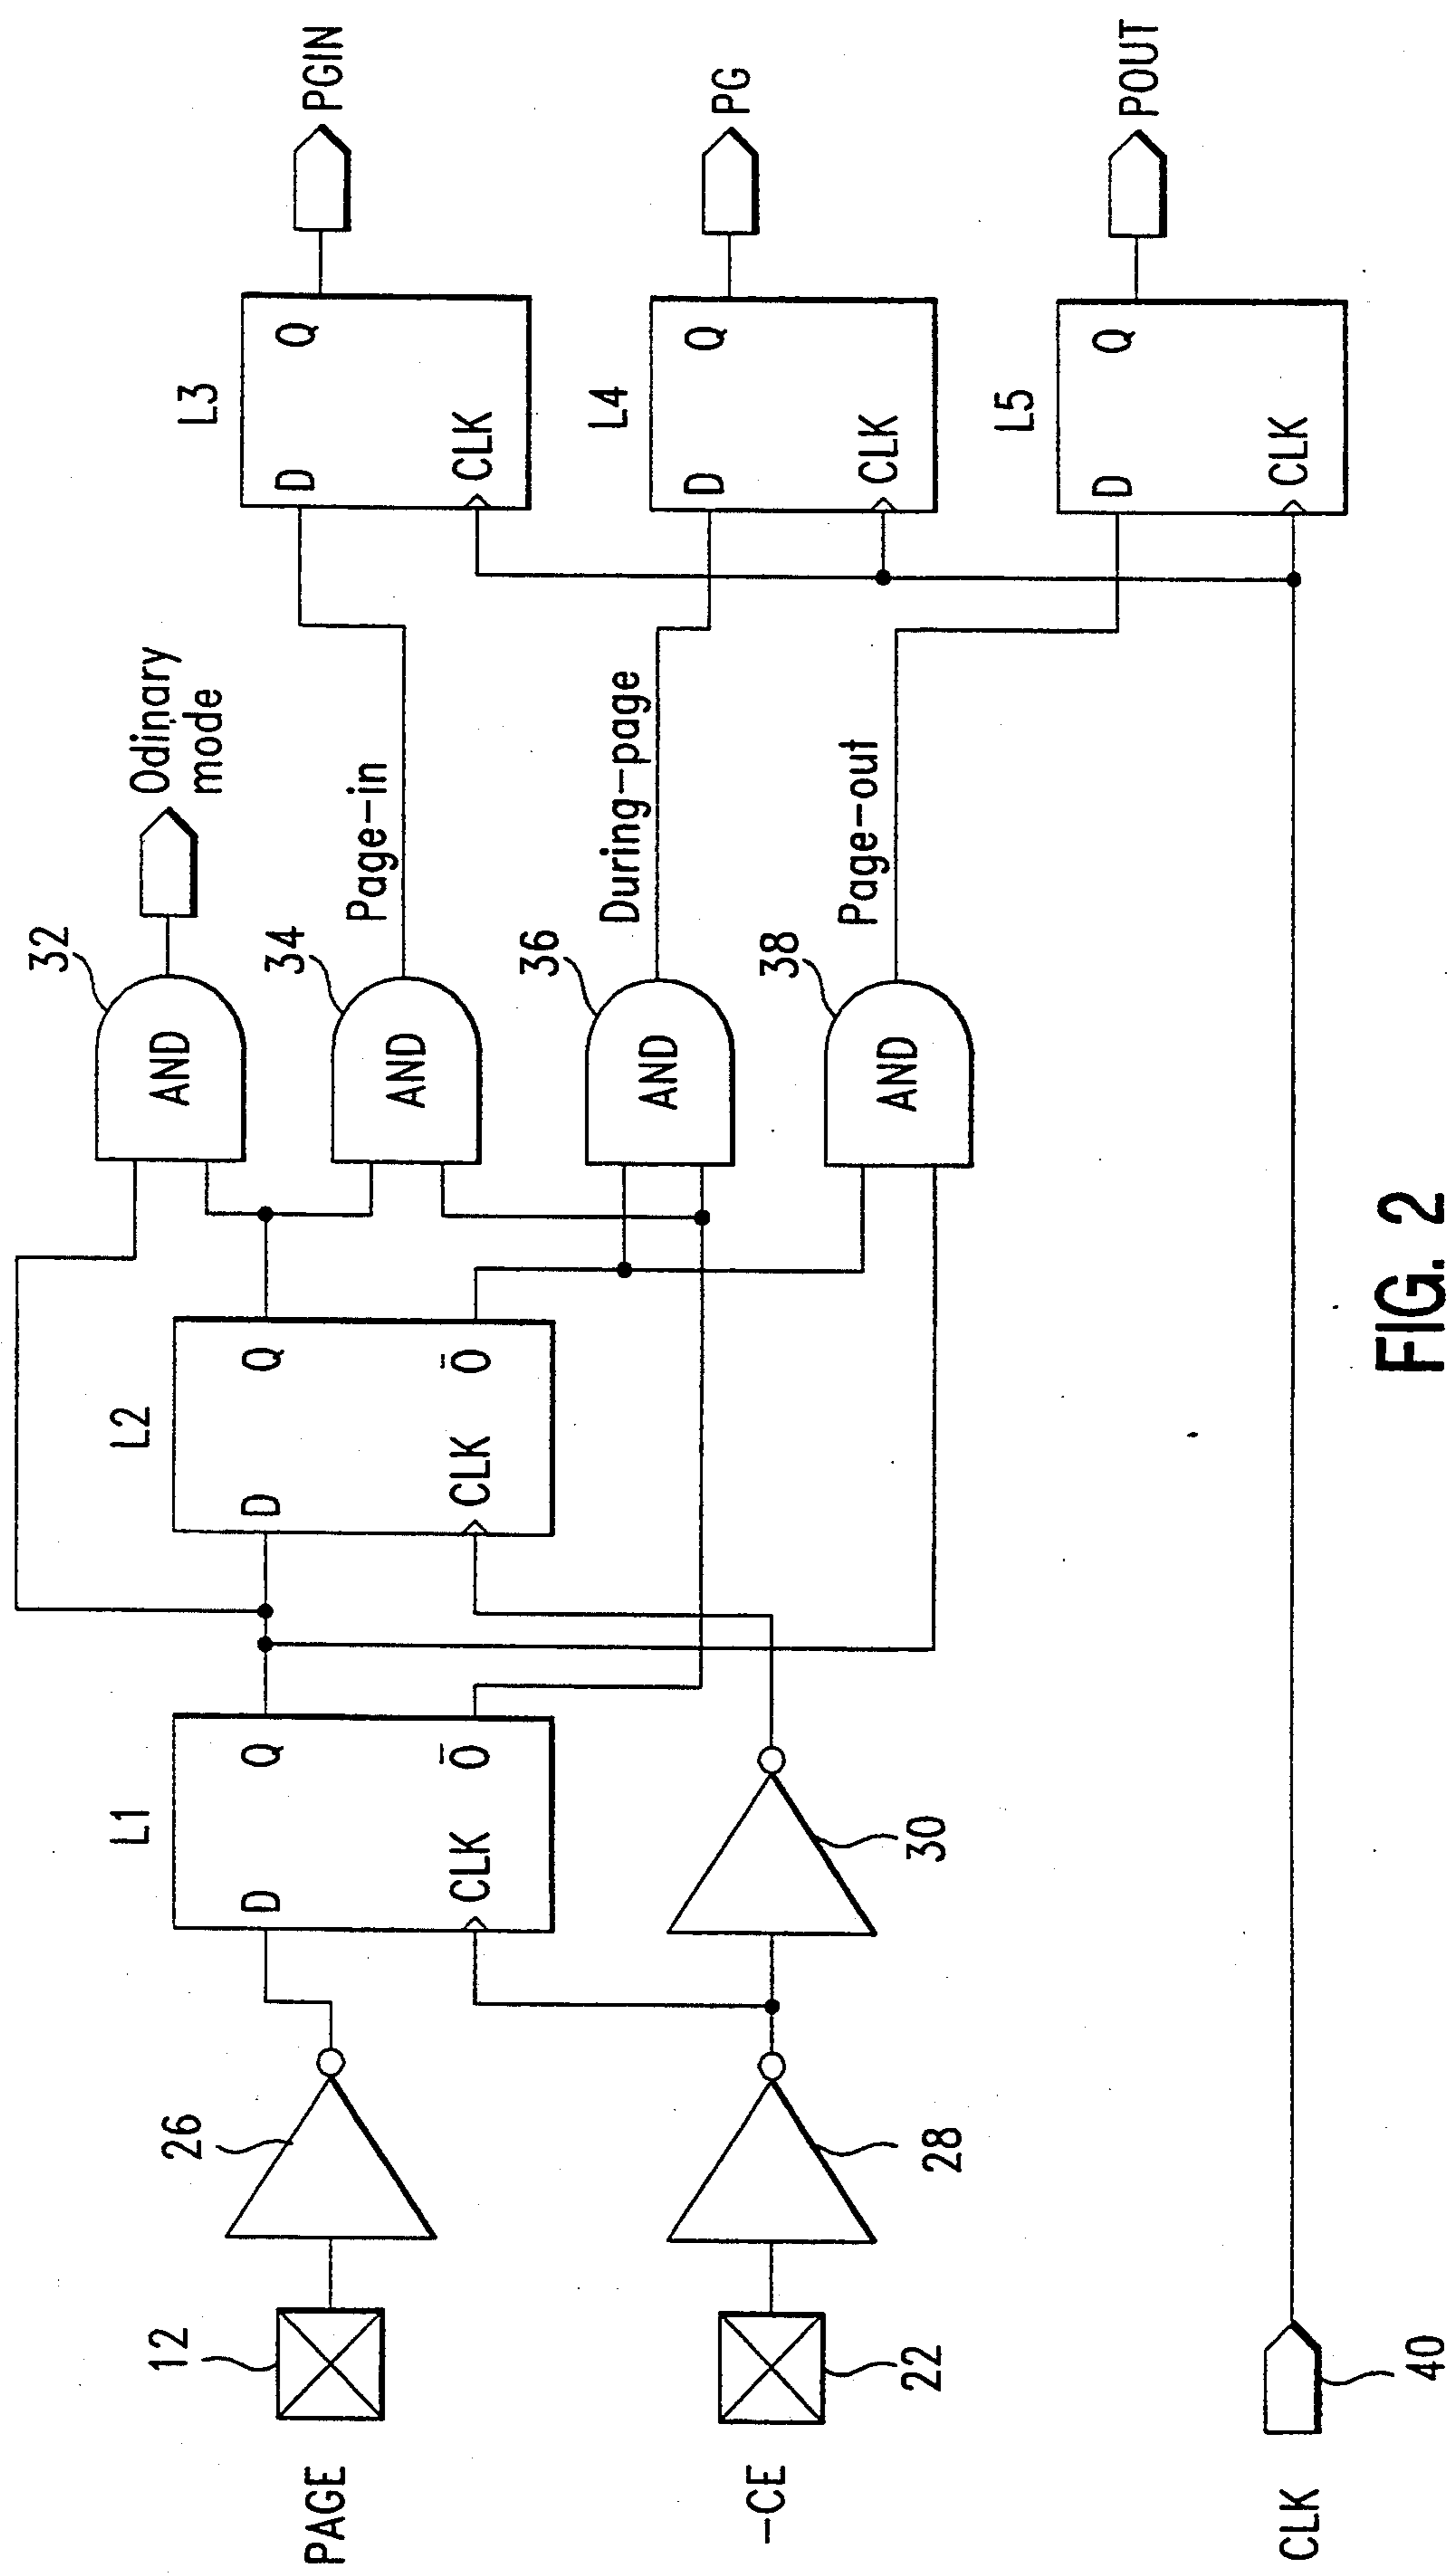 Odinary
mode
PGIN
PG
POUT
32
34
36
38
AND
AND
AND
AND
Page-in
During-page
Page-out
L1
D
Q
CLK
O̅
L2
D
Q
CLK
O̅
L3
D
Q
CLK
L4
D
Q
CLK
L5
D
Q
CLK
12
26
PAGE
22
28
30
-CE
CLK
40
FIG. 2